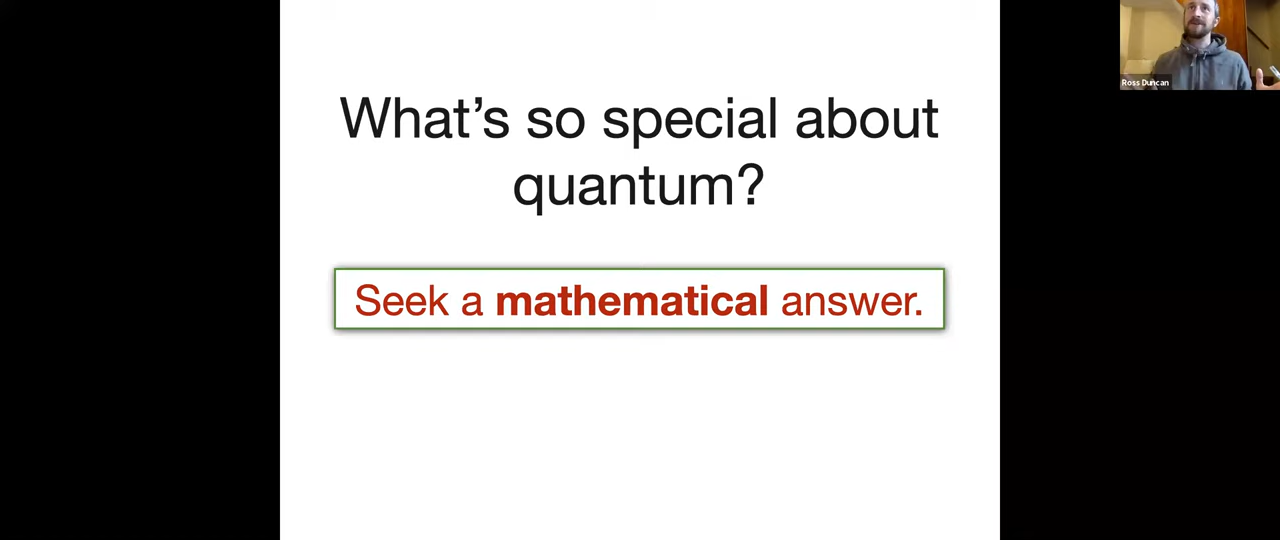 What's so special about
quantum?
Seek a mathematical answer.
Ross Duncan